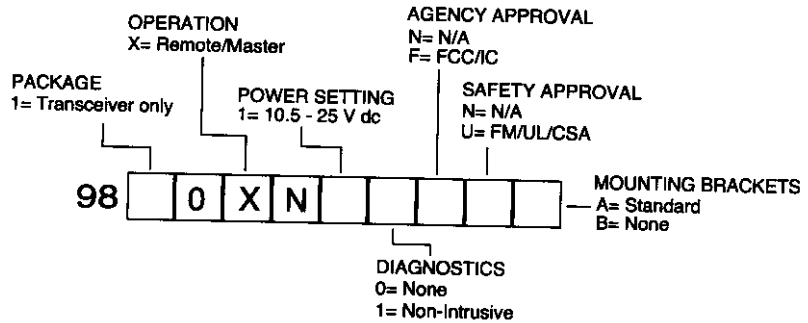 OPERATION
X= Remote/Master
AGENCY APPROVAL
N= N/A
F= FCC/IC
PACKAGE
1= Transceiver only
POWER SETTING
1= 10.5 - 25 V dc
SAFETY APPROVAL
N= N/A
U= FM/UL/CSA
98 0 X N
MOUNTING BRACKETS
A= Standard
B= None
DIAGNOSTICS
0= None
1= Non-Intrusive